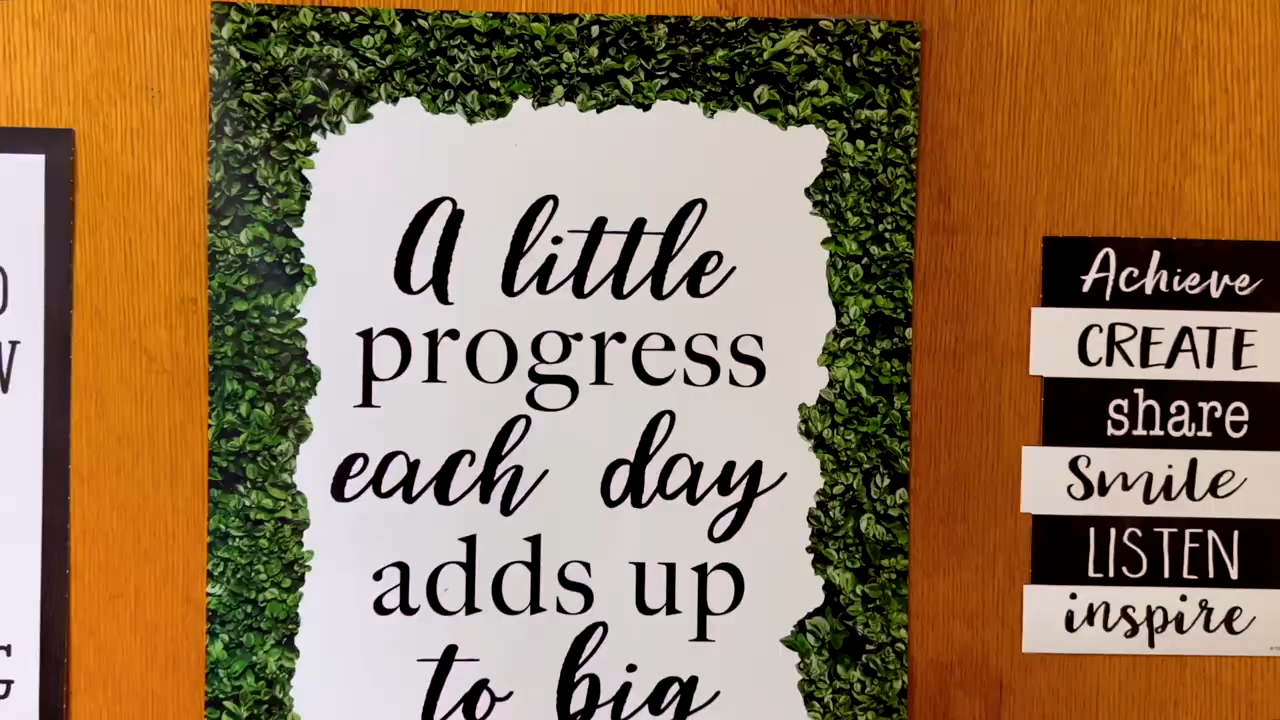 A little
progress
each day
adds up
to big
Achieve
CREATE
share
Smile
LISTEN
inspire